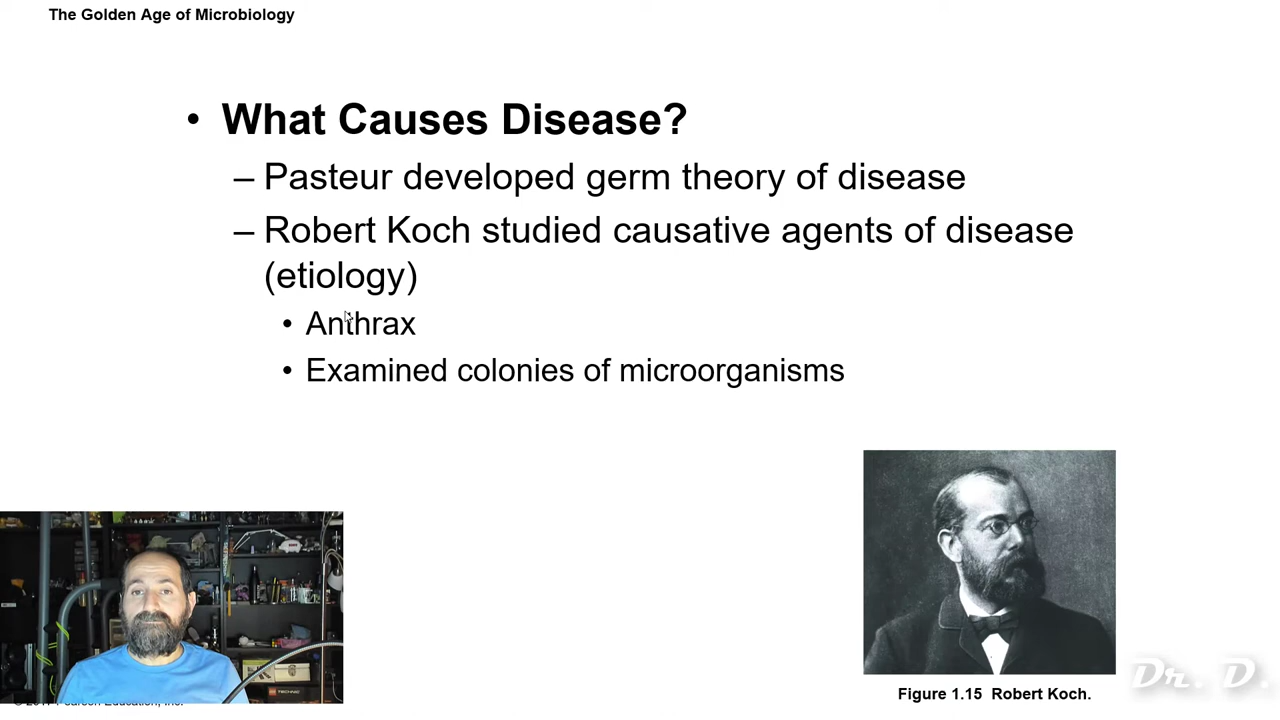 The Golden Age of Microbiology
• What Causes Disease?
– Pasteur developed germ theory of disease
– Robert Koch studied causative agents of disease
(etiology)
• Anthrax
• Examined colonies of microorganisms
TECHNIC
Figure 1.15 Robert Koch.
Dr. D.